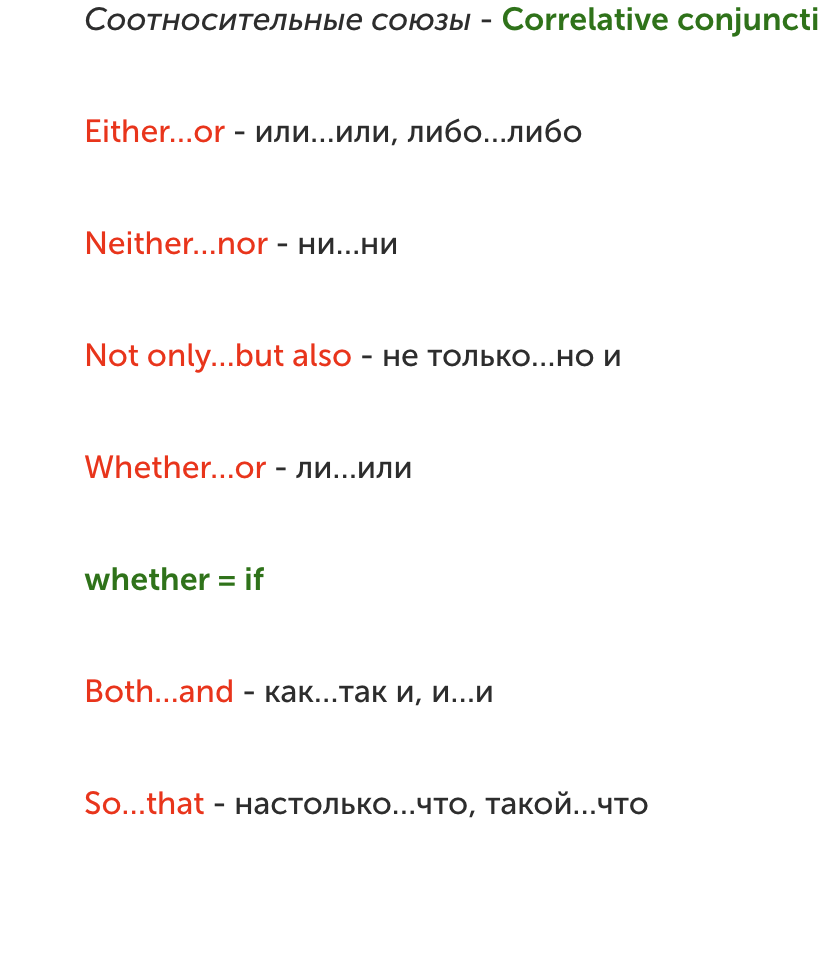 Соотносительные союзы - Correlative conjuncti
Either...or - или...или, либо...либо
Neither...nor - ни...ни
Not only...but also - не только...но и
Whether...or - ли...или
whether = if
Both...and - как...так и, и...и
So...that - настолько...что, такой...что